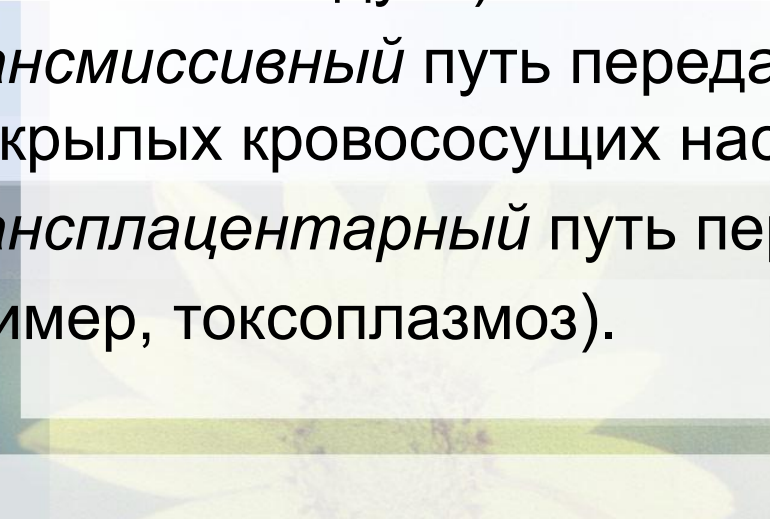 ансмиссивный путь переда
крылых кровососущих нас
ансплацентарный путь пер
имер, токсоплазмоз).